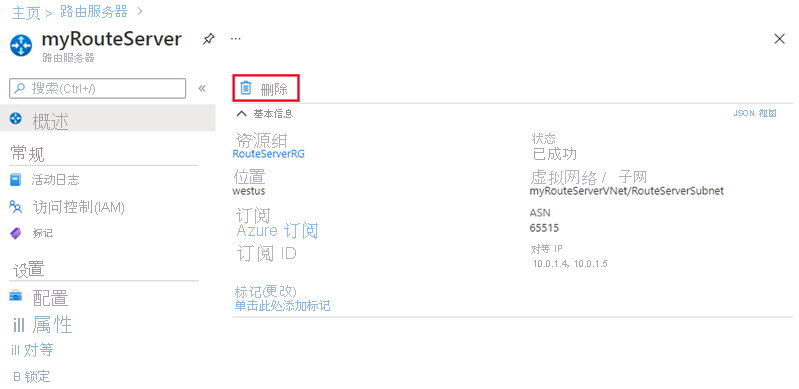 主页 > 路由服务器 >
myRouteServer
路由服务器
搜索(Ctrl+/)
«
删除
概述
常规
活动日志
访问控制(IAM)
标记
设置
配置
ill 属性
ill 对等
B 锁定
基本信息
JSON 视图
资源组
RouteServerRG
位置
westus
订阅
Azure 订阅
订阅 ID
标记(更改)
单击此处添加标记
状态
已成功
虚拟网络 / 子网
myRouteServerVNet/RouteServerSubnet
ASN
65515
对等 IP
10.0.1.4, 10.0.1.5